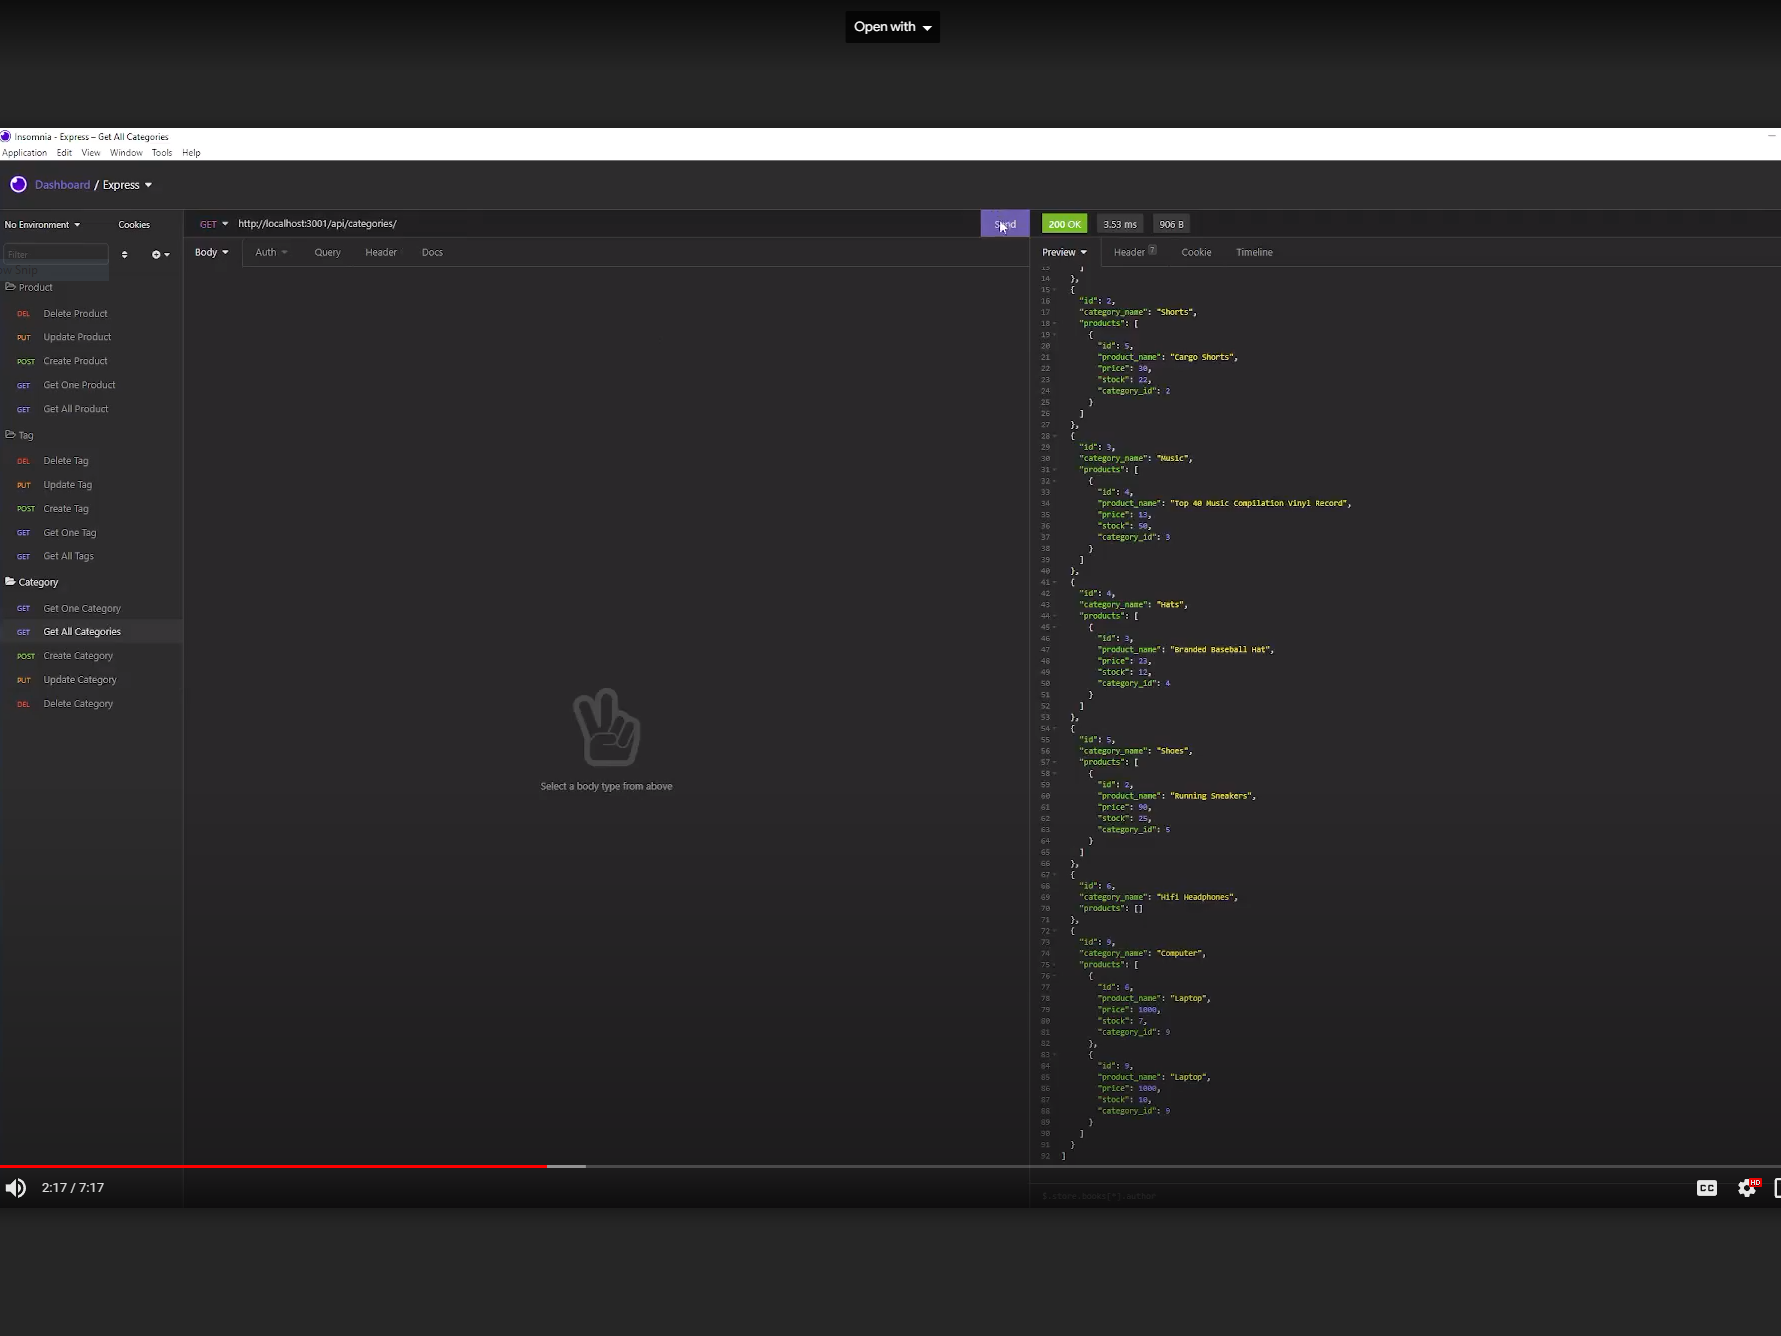 Open with
Insomnia - Express – Get All Categories
Application Edit View Window Tools Help
Dashboard / Express
No Environment Cookies
GET http://localhost:3001/api/categories/ Send 200 OK 3.53 ms 906 B
Filter
Body Auth Query Header Docs
Preview Header 7 Cookie Timeline
Product
DEL Delete Product
PUT Update Product
POST Create Product
GET Get One Product
GET Get All Product
Tag
DEL Delete Tag
PUT Update Tag
POST Create Tag
GET Get One Tag
GET Get All Tags
Category
GET Get One Category
GET Get All Categories
POST Create Category
PUT Update Category
DEL Delete Category
Select a body type from above
13 ]
14 },
15 {
16 "id": 2,
17 "category_name": "Shorts",
18 "products": [
19 {
20 "id": 5,
21 "product_name": "Cargo Shorts",
22 "price": 30,
23 "stock": 22,
24 "category_id": 2
25 }
26 ]
27 },
28 {
29 "id": 3,
30 "category_name": "Music",
31 "products": [
32 {
33 "id": 4,
34 "product_name": "Top 40 Music Compilation Vinyl Record",
35 "price": 13,
36 "stock": 50,
37 "category_id": 3
38 }
39 ]
40 },
41 {
42 "id": 4,
43 "category_name": "Hats",
44 "products": [
45 {
46 "id": 3,
47 "product_name": "Branded Baseball Hat",
48 "price": 23,
49 "stock": 12,
50 "category_id": 4
51 }
52 ]
53 },
54 {
55 "id": 5,
56 "category_name": "Shoes",
57 "products": [
58 {
59 "id": 2,
60 "product_name": "Running Sneakers",
61 "price": 90,
62 "stock": 25,
63 "category_id": 5
64 }
65 ]
66 },
67 {
68 "id": 6,
69 "category_name": "Hifi Headphones",
70 "products": []
71 },
72 {
73 "id": 9,
74 "category_name": "Computer",
75 "products": [
76 {
77 "id": 6,
78 "product_name": "Laptop",
79 "price": 1000,
80 "stock": 7,
81 "category_id": 9
82 },
83 {
84 "id": 9,
85 "product_name": "Laptop",
86 "price": 1000,
87 "stock": 10,
88 "category_id": 9
89 }
90 ]
91 }
92 ]
2:17 / 7:17
CC
HD
$.store.books[*].author